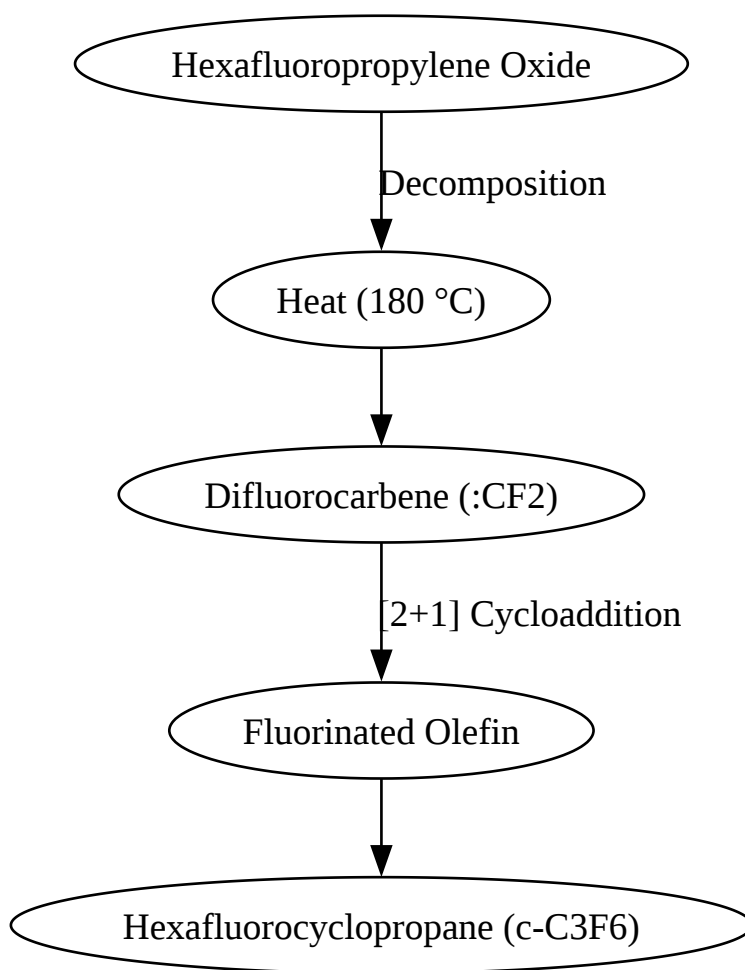 Hexafluoropropylene Oxide
Decomposition
Heat (180 °C)
Difluorocarbene (:CF2)
[2+1] Cycloaddition
Fluorinated Olefin
Hexafluorocyclopropane (c-C3F6)